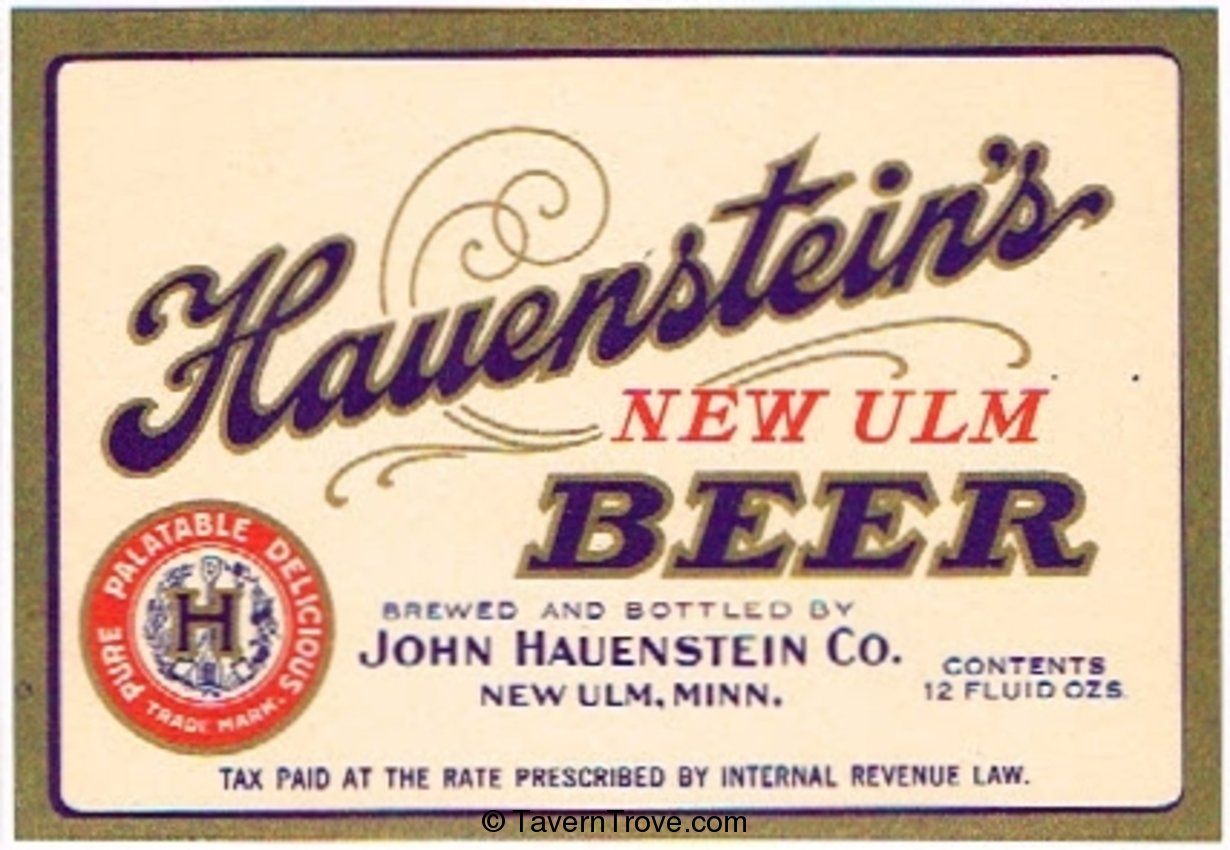 Hauenstein's
NEW ULM
BEER
PURE PALATABLE DELICIOUS
TRADE MARK.
H
BREWED AND BOTTLED BY
JOHN HAUENSTEIN CO.
NEW ULM, MINN.
CONTENTS
12 FLUID OZS.
TAX PAID AT THE RATE PRESCRIBED BY INTERNAL REVENUE LAW.
© TavernTrove.com